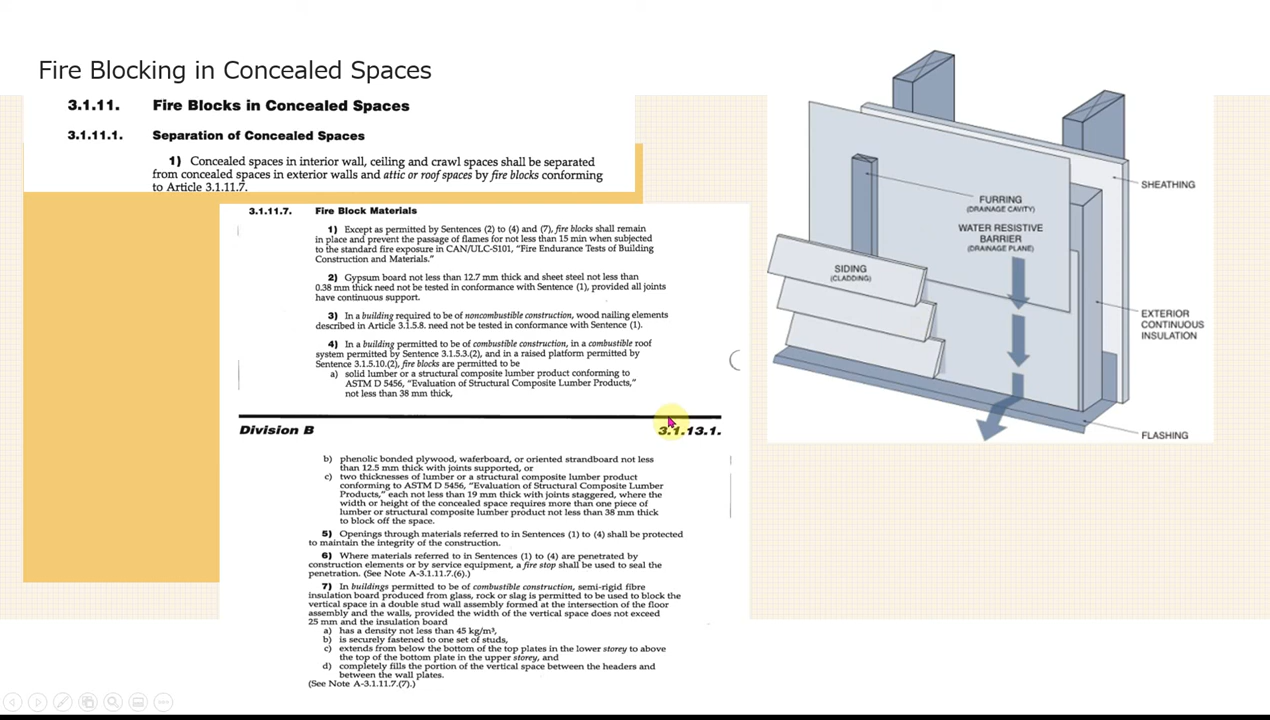 Fire Blocking in Concealed Spaces
3.1.11. Fire Blocks in Concealed Spaces
3.1.11.1. Separation of Concealed Spaces
1) Concealed spaces in interior wall, ceiling and crawl spaces shall be separated
from concealed spaces in exterior walls and attic or roof spaces by fire blocks conforming
to Article 3.1.11.7.
3.1.11.7. Fire Block Materials
1) Except as permitted by Sentences (2) to (4) and (7), fire blocks shall remain
in place and prevent the passage of flames for not less than 15 min when subjected
to the standard fire exposure in CAN/ULC-S101, "Fire Endurance Tests of Building
Construction and Materials."
2) Gypsum board not less than 12.7 mm thick and sheet steel not less than
0.38 mm thick need not be tested in conformance with Sentence (1), provided all joints
have continuous support.
3) In a building required to be of noncombustible construction, wood nailing elements
described in Article 3.1.5.8. need not be tested in conformance with Sentence (1).
4) In a building permitted to be of combustible construction, in a combustible roof
system permitted by Sentence 3.1.5.3.(2), and in a raised platform permitted by
Sentence 3.1.5.10.(2), fire blocks are permitted to be
a) solid lumber or a structural composite lumber product conforming to
ASTM D 5456, "Evaluation of Structural Composite Lumber Products,"
not less than 38 mm thick,
Division B 3.1.13.1.
b) phenolic bonded plywood, waferboard, or oriented strandboard not less
than 12.5 mm thick with joints supported, or
c) two thicknesses of lumber or a structural composite lumber product
conforming to ASTM D 5456, "Evaluation of Structural Composite Lumber
Products," each not less than 19 mm thick with joints staggered, where the
width or height of the concealed space requires more than one piece of
lumber or structural composite lumber product not less than 38 mm thick
to block off the space.
5) Openings through materials referred to in Sentences (1) to (4) shall be protected
to maintain the integrity of the construction.
6) Where materials referred to in Sentences (1) to (4) are penetrated by
construction elements or by service equipment, a fire stop shall be used to seal the
penetration. (See Note A-3.1.11.7.(6).)
7) In buildings permitted to be of combustible construction, semi-rigid fibre
insulation board produced from glass, rock or slag is permitted to be used to block the
vertical space in a double stud wall assembly formed at the intersection of the floor
assembly and the walls, provided the width of the vertical space does not exceed
25 mm and the insulation board
a) has a density not less than 45 kg/m³,
b) is securely fastened to one set of studs,
c) extends from below the bottom of the top plates in the lower storey to above
the top of the bottom plate in the upper storey, and
d) completely fills the portion of the vertical space between the headers and
between the wall plates.
(See Note A-3.1.11.7.(7).)
SHEATHING
FURRING
(DRAINAGE CAVITY)
WATER RESISTIVE
BARRIER
(DRAINAGE PLANE)
SIDING
(CLADDING)
EXTERIOR
CONTINUOUS
INSULATION
FLASHING